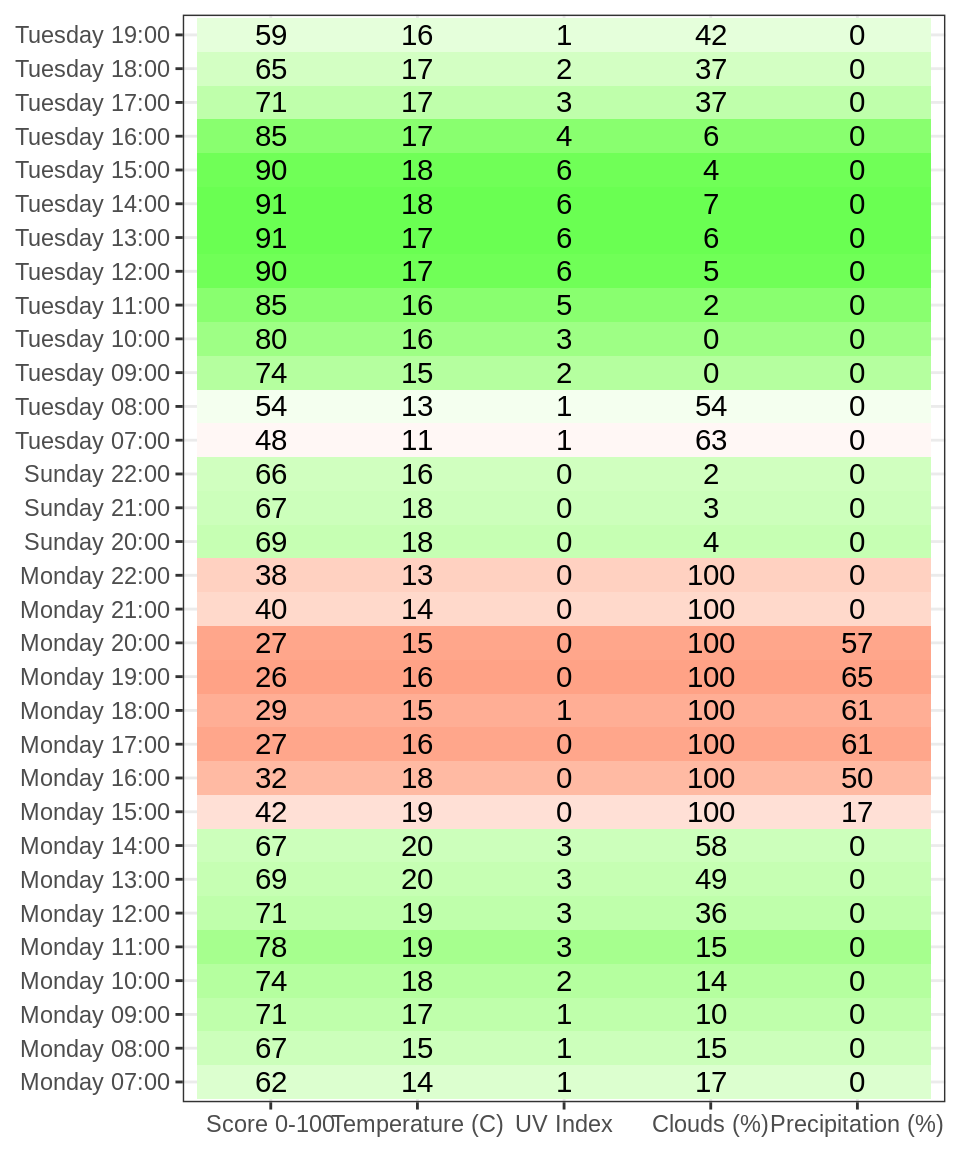 Tuesday 19:00 59 16 1 42 0
Tuesday 18:00 65 17 2 37 0
Tuesday 17:00 71 17 3 37 0
Tuesday 16:00 85 17 4 6 0
Tuesday 15:00 90 18 6 4 0
Tuesday 14:00 91 18 6 7 0
Tuesday 13:00 91 17 6 6 0
Tuesday 12:00 90 17 6 5 0
Tuesday 11:00 85 16 5 2 0
Tuesday 10:00 80 16 3 0 0
Tuesday 09:00 74 15 2 0 0
Tuesday 08:00 54 13 1 54 0
Tuesday 07:00 48 11 1 63 0
Sunday 22:00 66 16 0 2 0
Sunday 21:00 67 18 0 3 0
Sunday 20:00 69 18 0 4 0
Monday 22:00 38 13 0 100 0
Monday 21:00 40 14 0 100 0
Monday 20:00 27 15 0 100 57
Monday 19:00 26 16 0 100 65
Monday 18:00 29 15 1 100 61
Monday 17:00 27 16 0 100 61
Monday 16:00 32 18 0 100 50
Monday 15:00 42 19 0 100 17
Monday 14:00 67 20 3 58 0
Monday 13:00 69 20 3 49 0
Monday 12:00 71 19 3 36 0
Monday 11:00 78 19 3 15 0
Monday 10:00 74 18 2 14 0
Monday 09:00 71 17 1 10 0
Monday 08:00 67 15 1 15 0
Monday 07:00 62 14 1 17 0
Score 0-100 Temperature (C) UV Index Clouds (%) Precipitation (%)